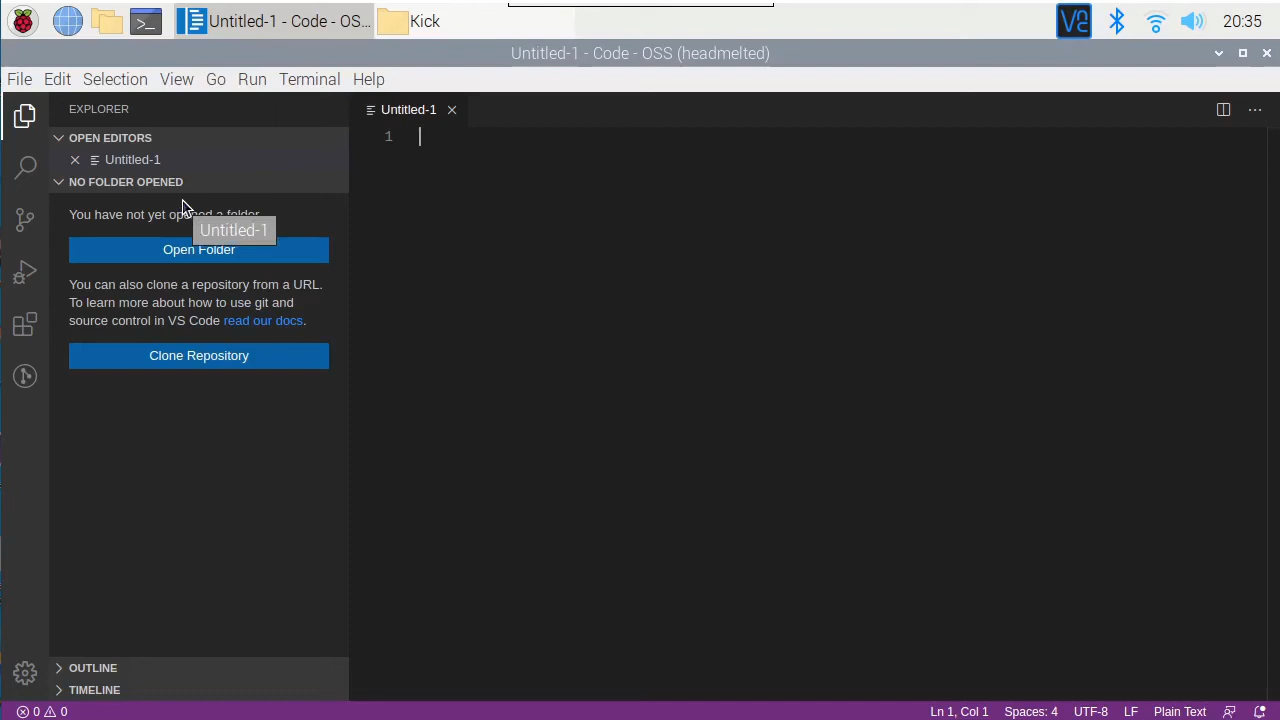 Untitled-1 - Code - OS...
Kick
20:35
Untitled-1 - Code - OSS (headmelted)
File Edit Selection View Go Run Terminal Help
EXPLORER
Untitled-1
OPEN EDITORS
1
Untitled-1
NO FOLDER OPENED
You have not yet opened a folder.
Untitled-1
Open Folder
You can also clone a repository from a URL.
To learn more about how to use git and
source control in VS Code read our docs.
Clone Repository
OUTLINE
TIMELINE
0 0
Ln 1, Col 1 Spaces: 4 UTF-8 LF Plain Text